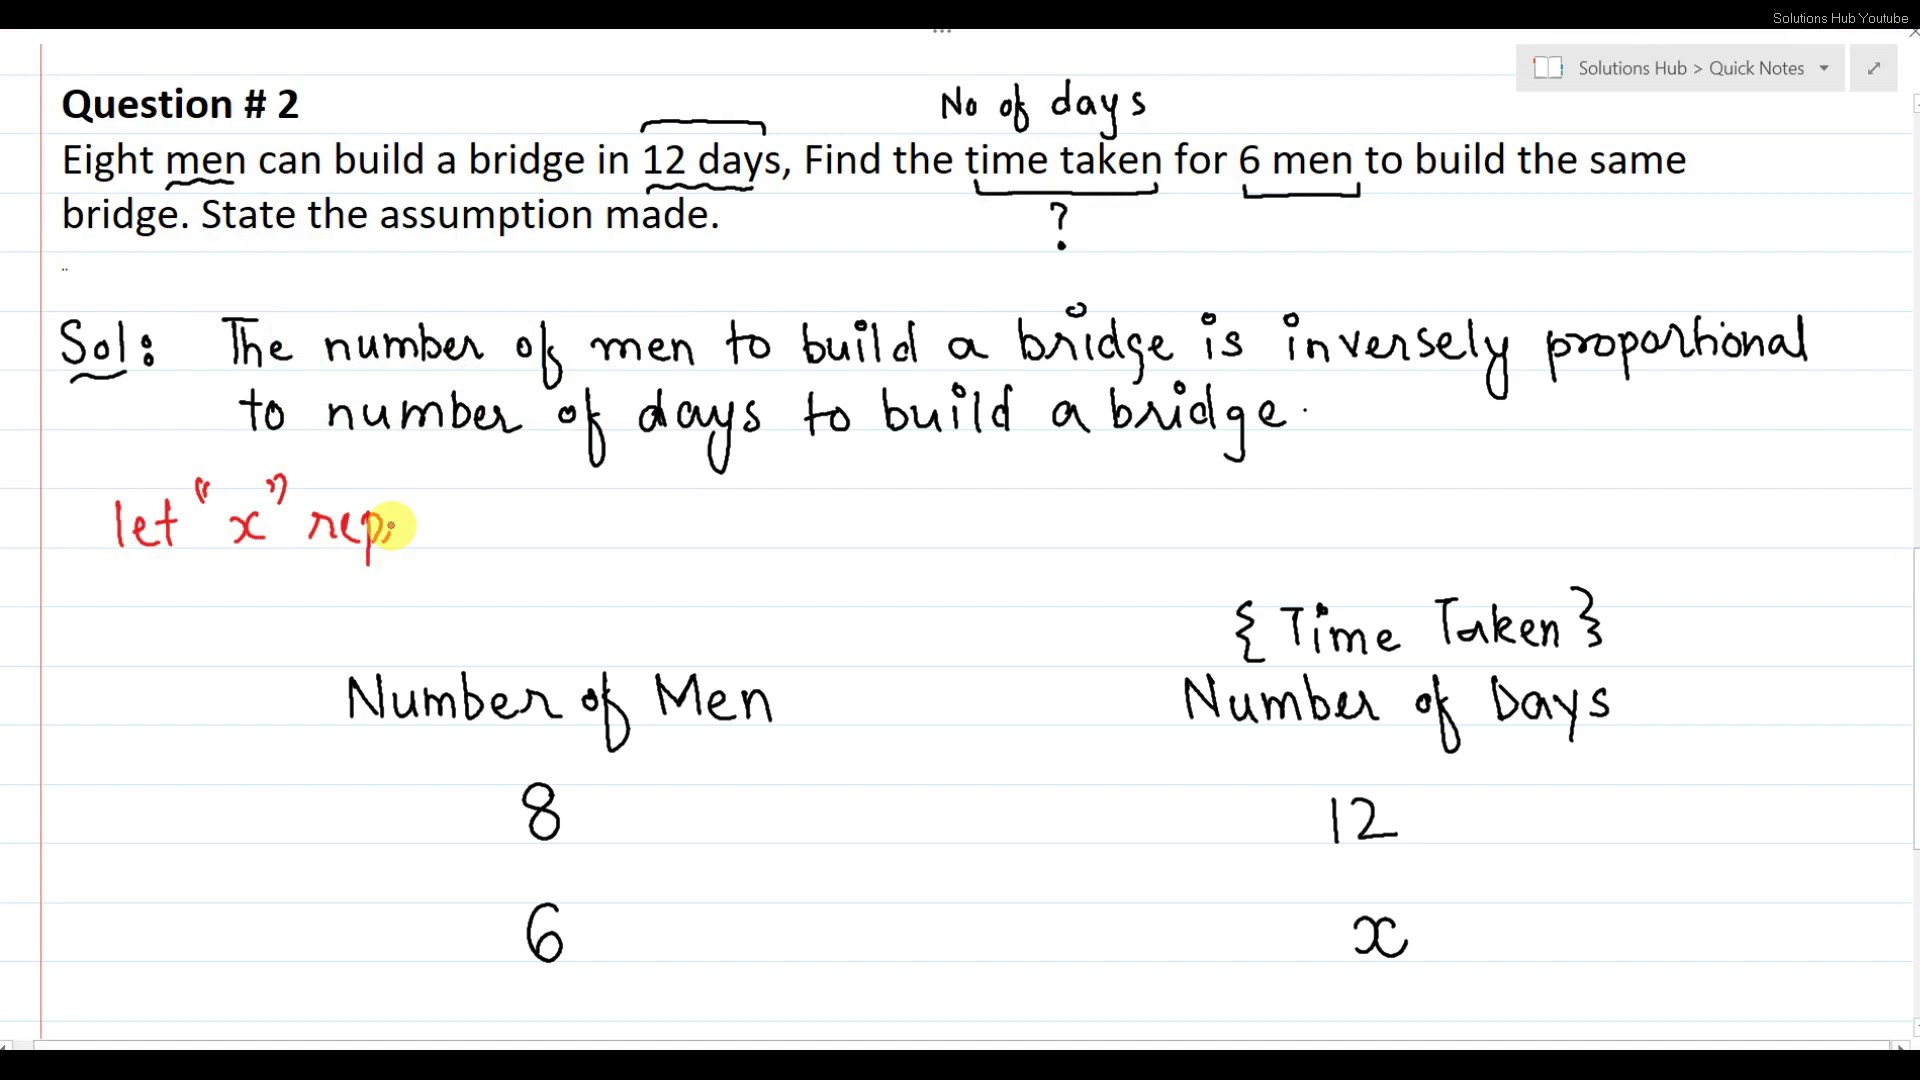 Solutions Hub Youtube
Solutions Hub > Quick Notes
Question # 2
No of days
Eight men can build a bridge in 12 days, Find the time taken for 6 men to build the same
bridge. State the assumption made.
?
Sol: The number of men to build a bridge is inversely proportional
to number of days to build a bridge.
let "x" rep
{Time Taken}
Number of Men Number of Days
8 12
6 x